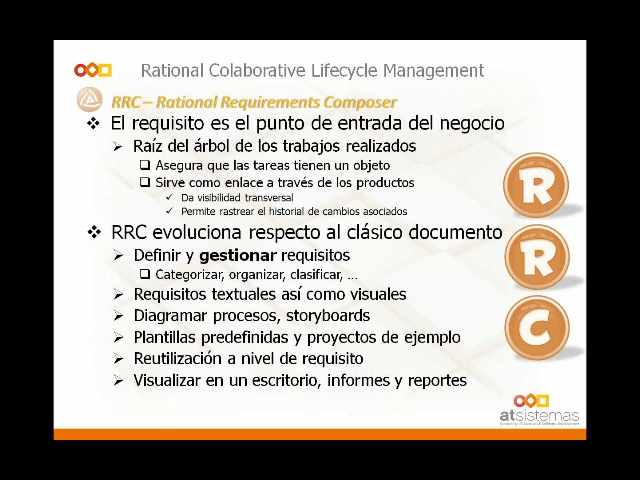 Rational Colaborative Lifecycle Management
RRC – Rational Requirements Composer
El requisito es el punto de entrada del negocio
Raíz del árbol de los trabajos realizados
Asegura que las tareas tienen un objeto
Sirve como enlace a través de los productos
Da visibilidad transversal
Permite rastrear el historial de cambios asociados
RRC evoluciona respecto al clásico documento
Definir y gestionar requisitos
Categorizar, organizar, clasificar, ...
Requisitos textuales así como visuales
Diagramar procesos, storyboards
Plantillas predefinidas y proyectos de ejemplo
Reutilización a nivel de requisito
Visualizar en un escritorio, informes y reportes
R
R
C
atsistemas